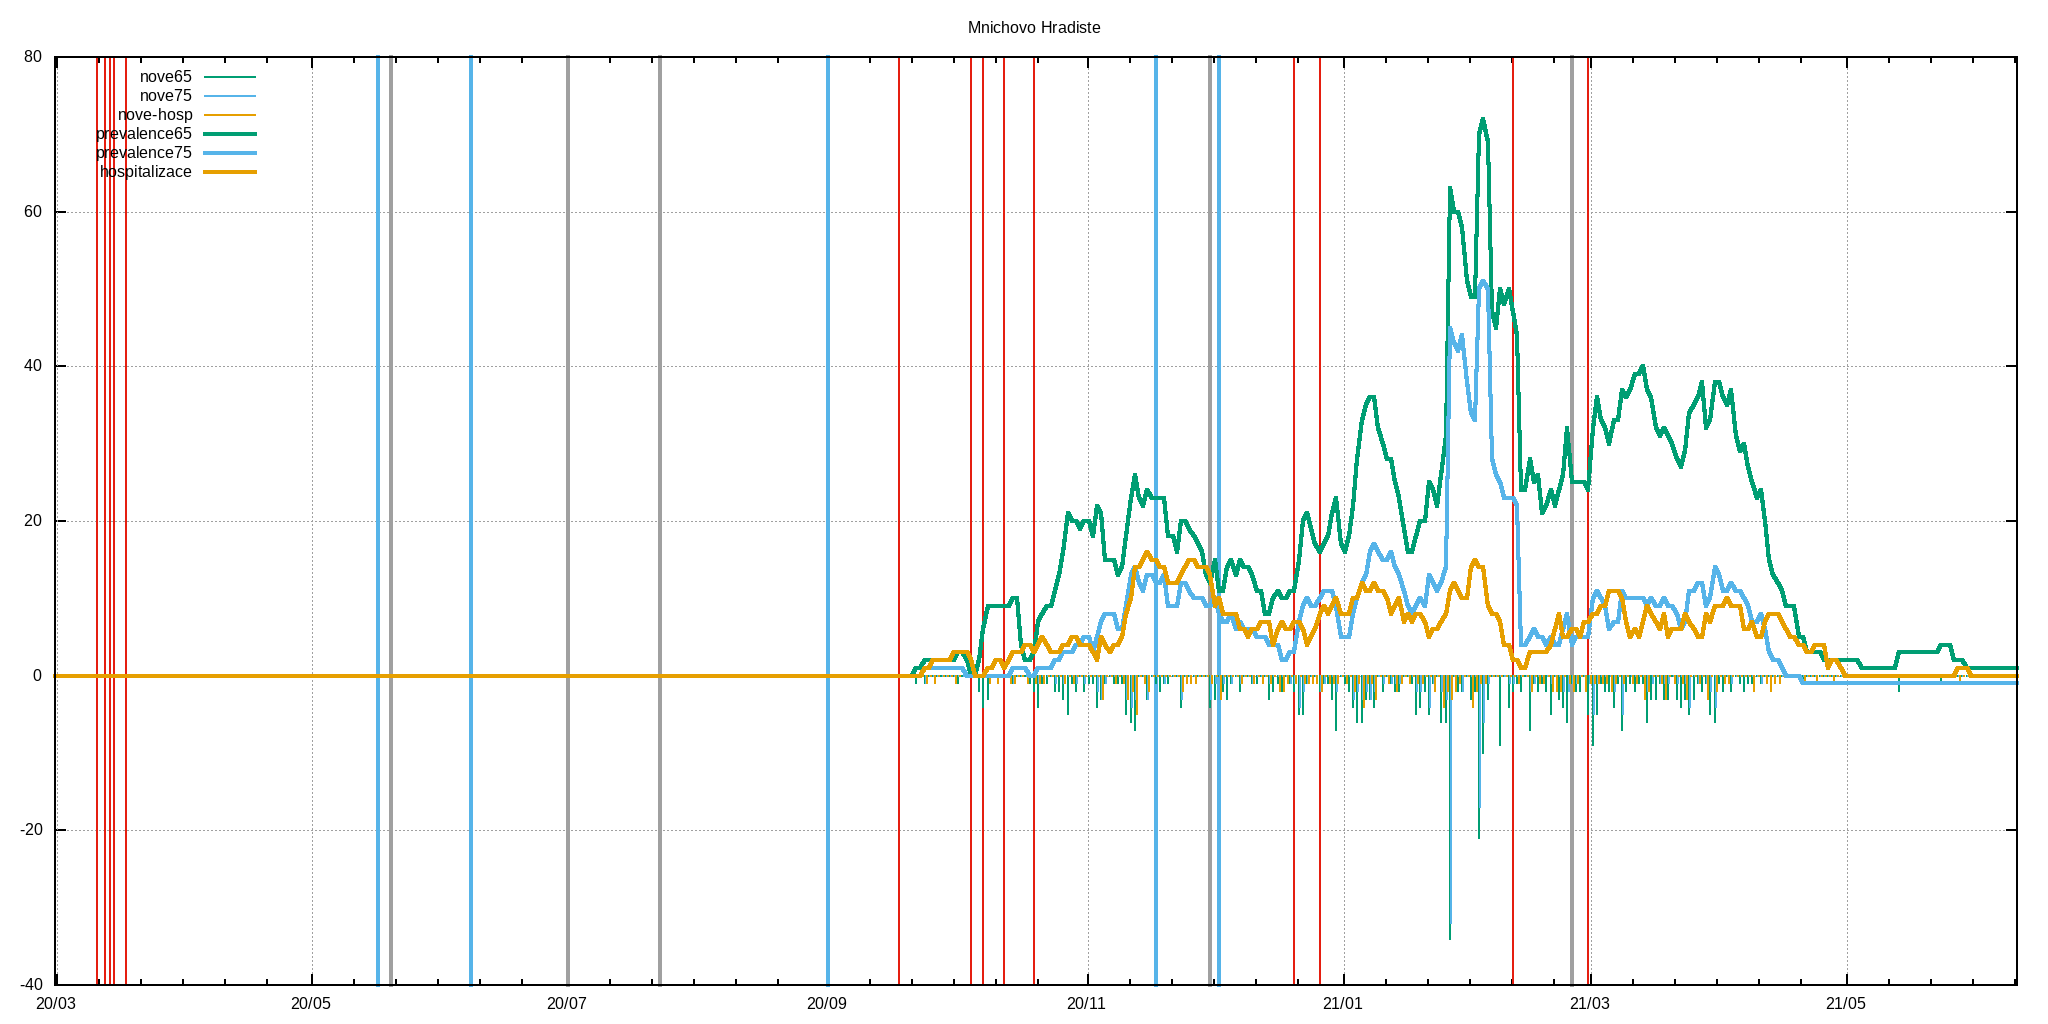 Mnichovo Hradiste
80
60
40
20
0
-20
-40
nove65
nove75
nove-hosp
prevalence65
prevalence75
hospitalizace
20/03
20/05
20/07
20/09
20/11
21/01
21/03
21/05